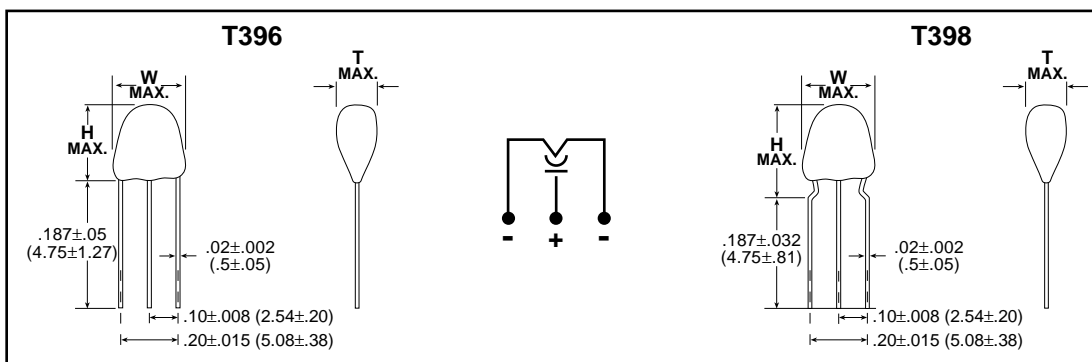 T396
W
MAX.
T
MAX.
H
MAX.
.187±.05
(4.75±1.27)
.02±.002
(.5±.05)
.10±.008 (2.54±.20)
.20±.015 (5.08±.38)
- + -
T398
W
MAX.
T
MAX.
H
MAX.
.187±.032
(4.75±.81)
.02±.002
(.5±.05)
.10±.008 (2.54±.20)
.20±.015 (5.08±.38)